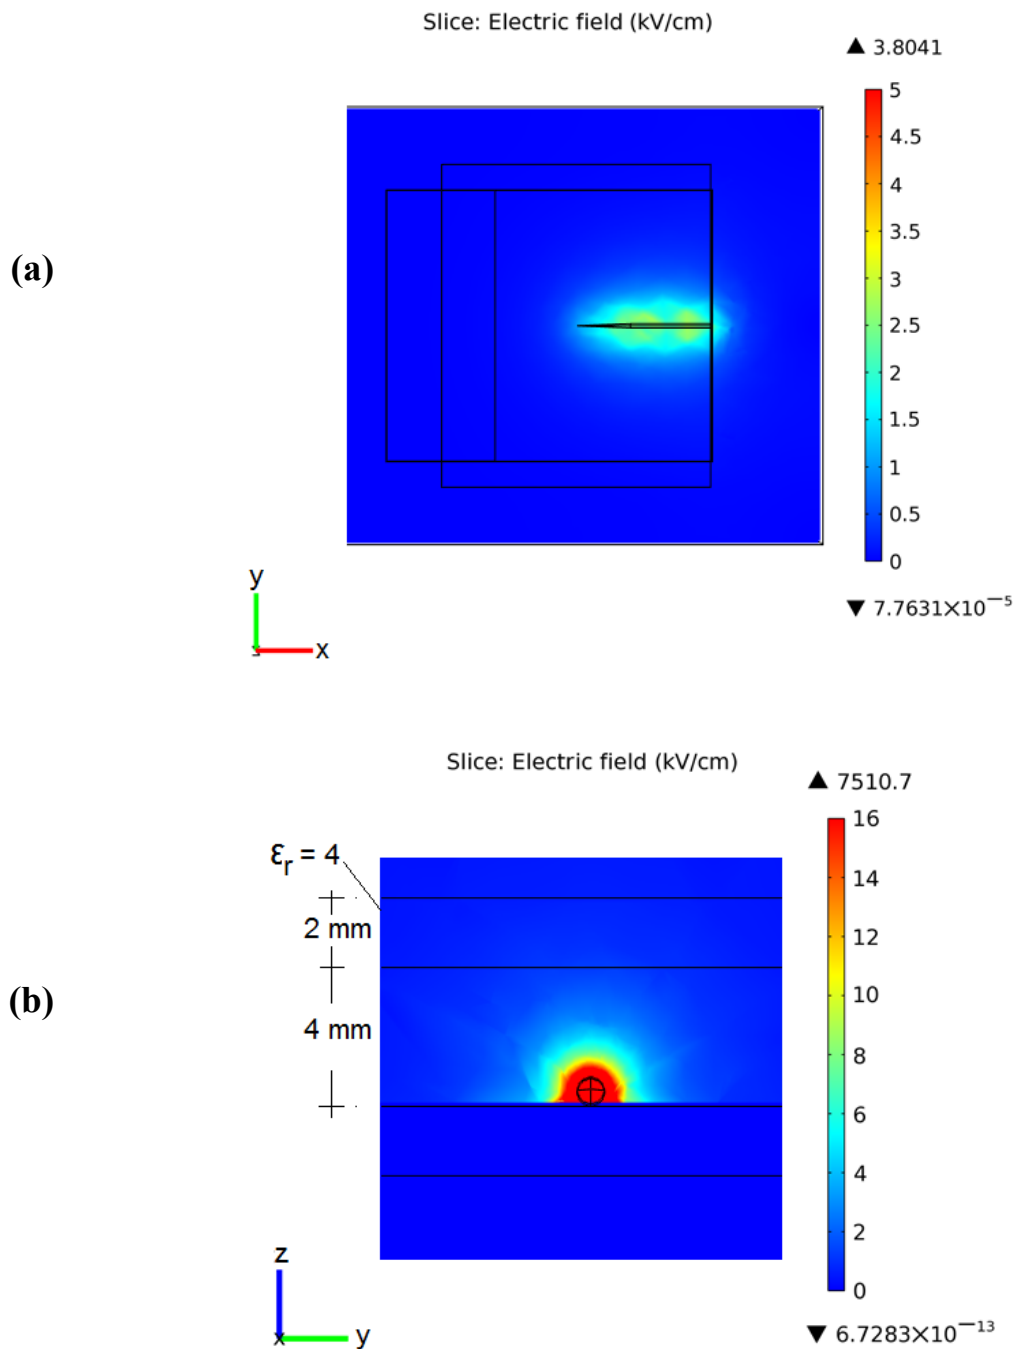 Slice: Electric field (kV/cm)
▲ 3.8041
5
4.5
4
3.5
3
2.5
2
1.5
1
0.5
0
▼ 7.7631×10⁻⁵
(a)
y
x
Slice: Electric field (kV/cm)
▲ 7510.7
16
14
12
10
8
6
4
2
0
▼ 6.7283×10⁻¹³
εr = 4
2 mm
4 mm
(b)
z
x
y